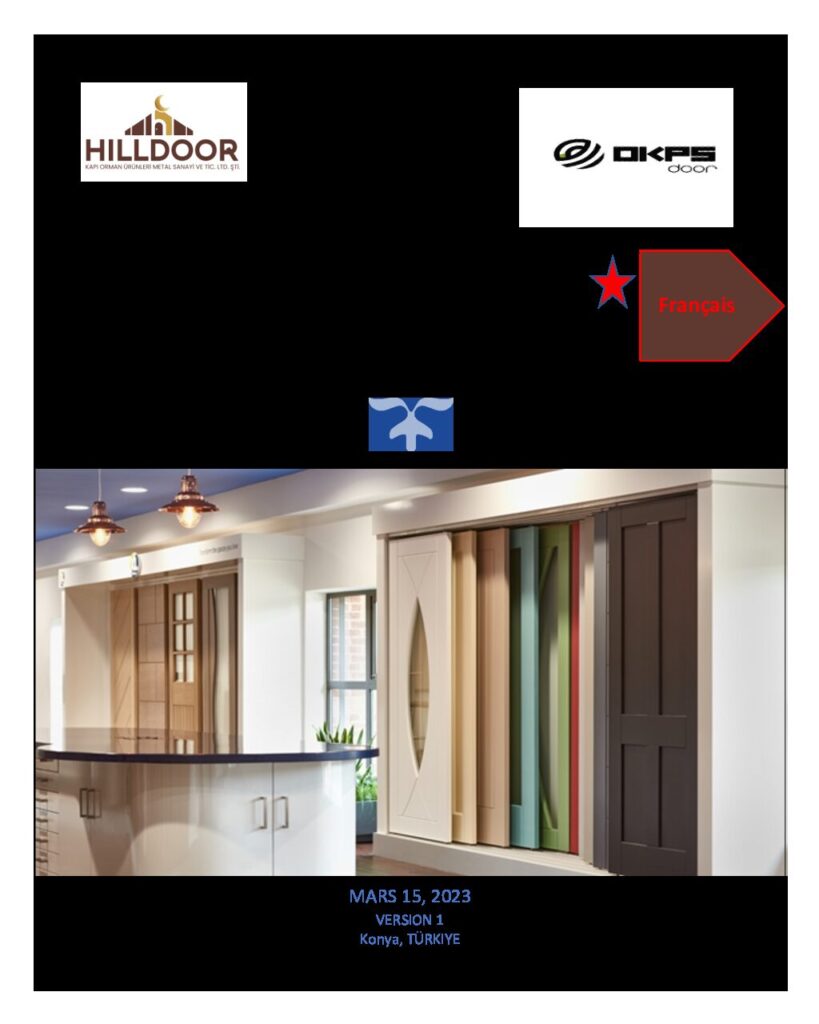 HILLDOOR
KAPI ORMAN ÜRÜNLERİ METAL SANAYİ VE TİC. LTD. ŞTİ.
OKPS
door
Français
MARS 15, 2023
VERSION 1
Konya, TÜRKIYE